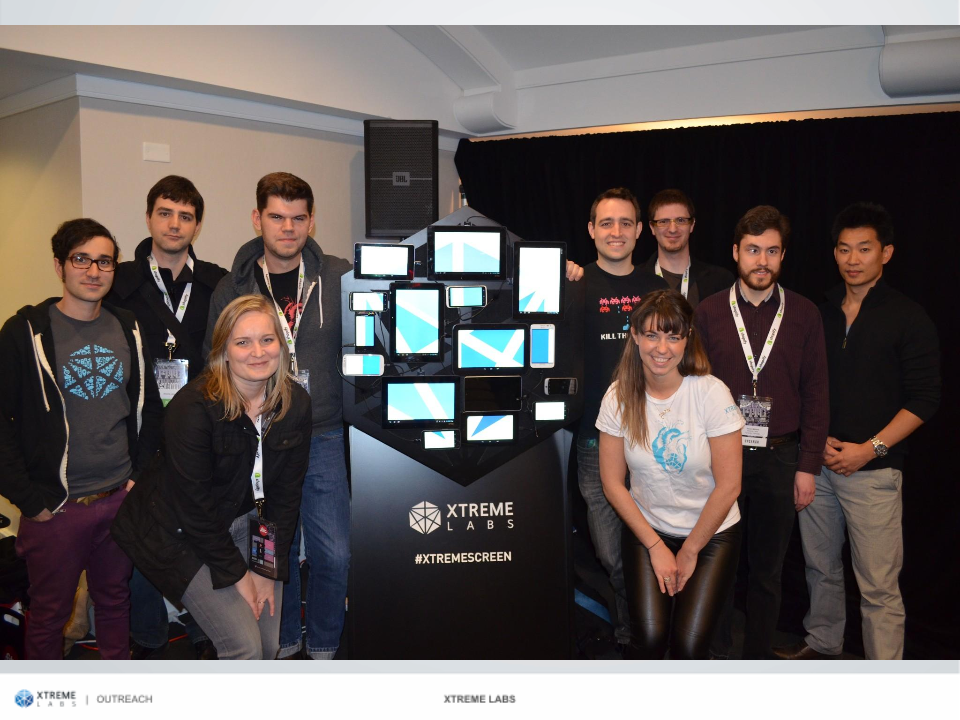 JBL
KILL TH
XTREME
LABS
#XTREMESCREEN
XTREME
LABS | OUTREACH
XTREME LABS